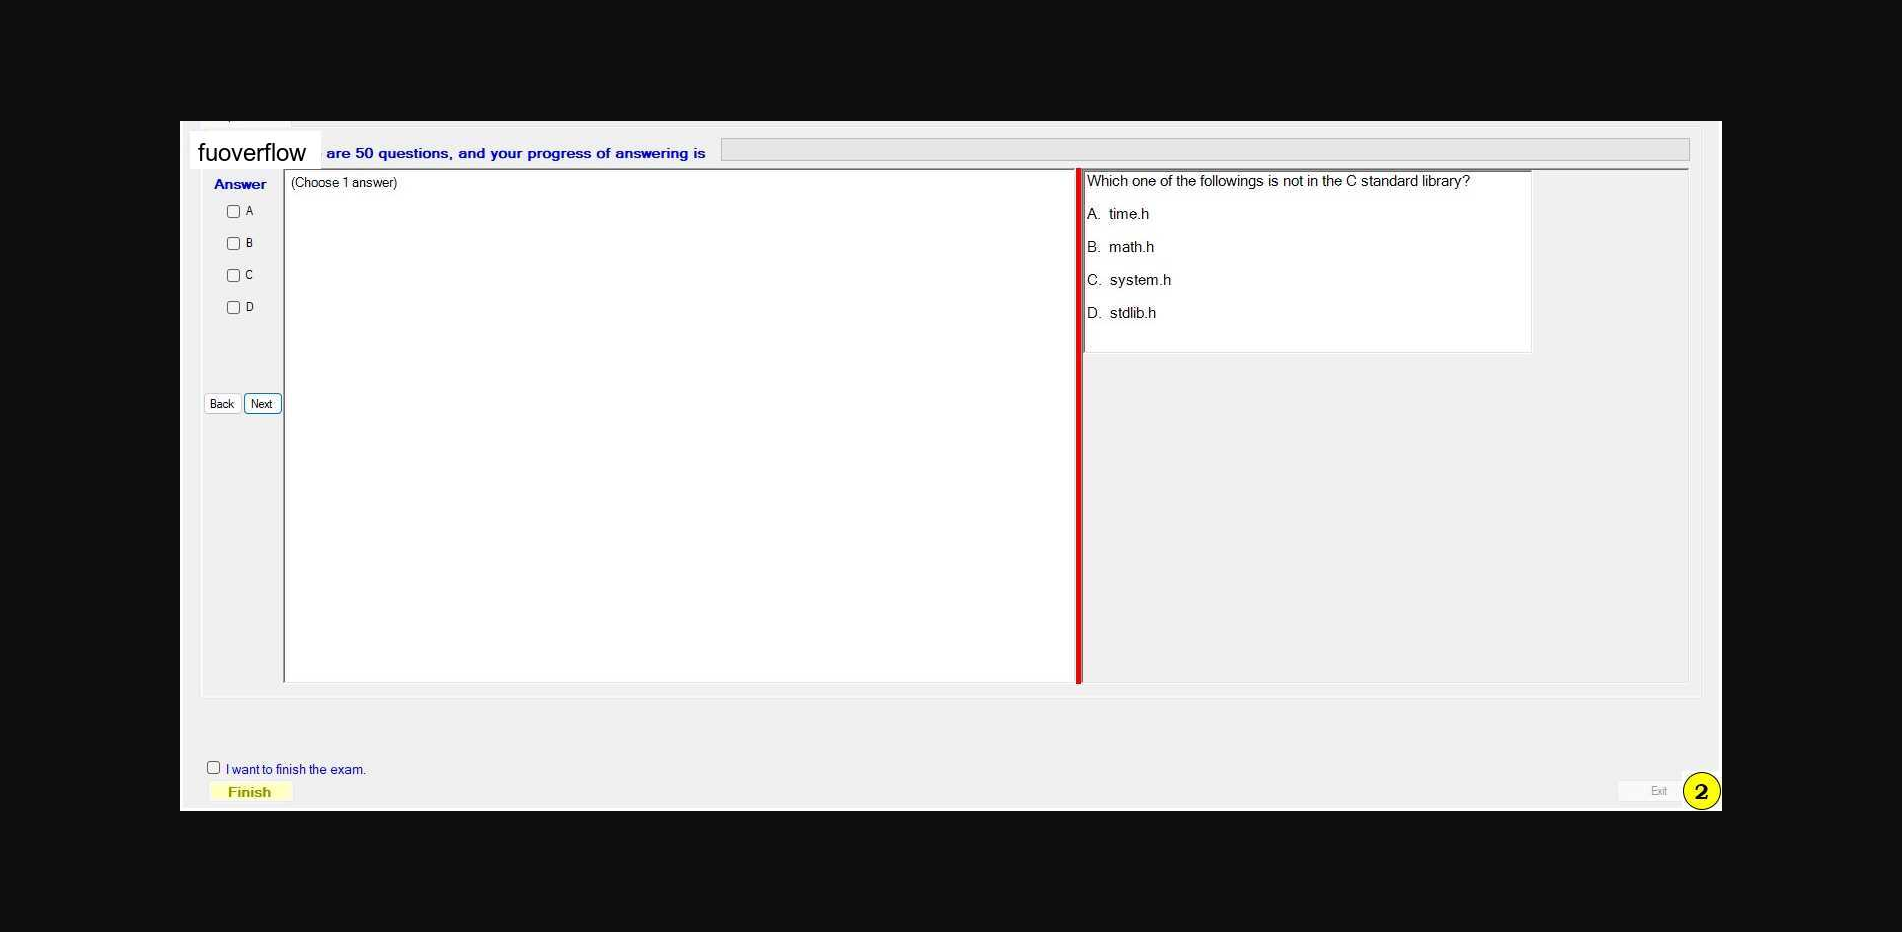 fuoverflow are 50 questions, and your progress of answering is
Answer
(Choose 1 answer)
A
B
C
D
Back Next
Which one of the followings is not in the C standard library?
A. time.h
B. math.h
C. system.h
D. stdlib.h
I want to finish the exam.
Finish
Exit
2